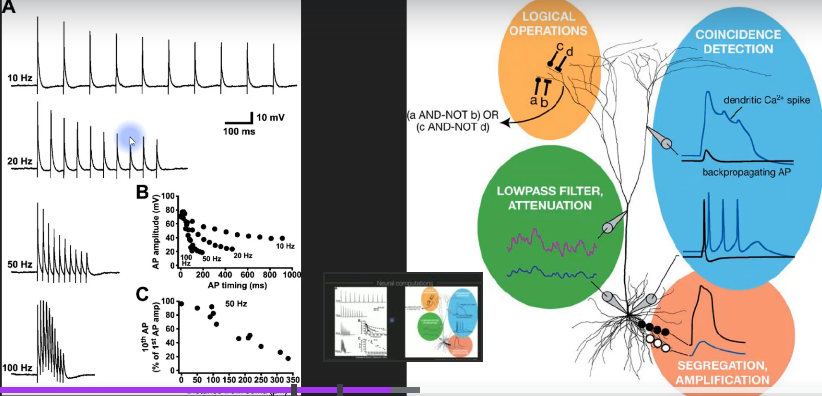 A
10 Hz
10 mV
100 ms
20 Hz
50 Hz
100 Hz
B
AP amplitude (mV)
100
80
60
40
20
0
100 Hz
50 Hz
20 Hz
10 Hz
0 200 400 600 800 1000
AP timing (ms)
C
10th AP
(% of 1st AP amp)
100
80
60
40
20
0
50 Hz
0 50 100 150 200 250 300 350
Neural computations
LOGICAL
OPERATIONS
c
d
a b
(a AND-NOT b) OR
(c AND-NOT d)
COINCIDENCE
DETECTION
dendritic Ca²⁺ spike
backpropagating AP
LOWPASS FILTER,
ATTENUATION
SEGREGATION,
AMPLIFICATION